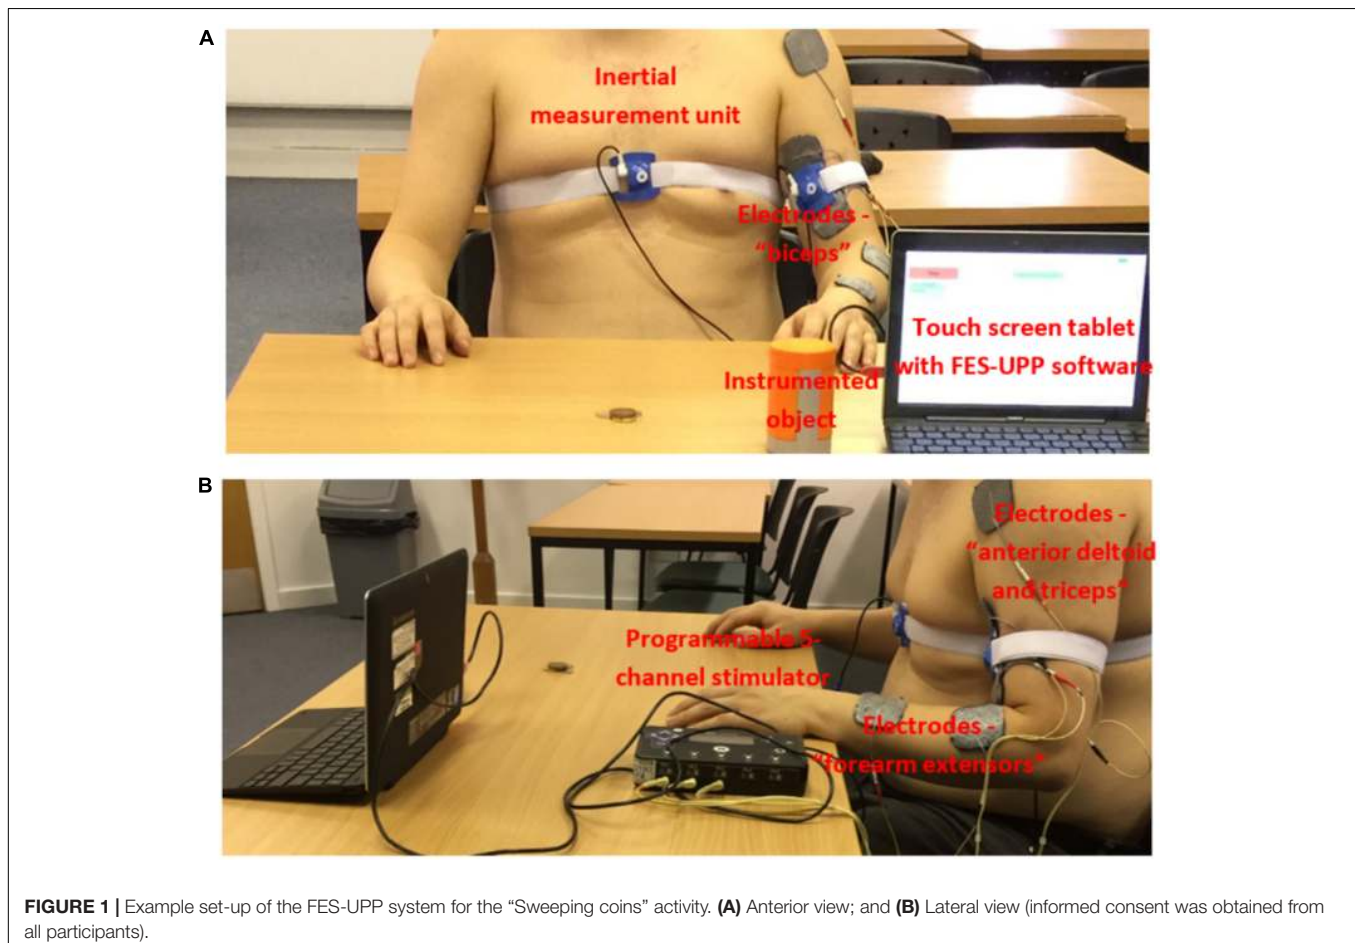 A
Inertial
measurement unit
Electrodes -
“biceps”
Touch screen tablet
with FES-UPP software
Instrumented
object
B
Electrodes -
“anterior deltoid
and triceps”
Programmable 5-
channel stimulator
Electrodes -
“forearm extensors”
FIGURE 1 | Example set-up of the FES-UPP system for the “Sweeping coins” activity. (A) Anterior view; and (B) Lateral view (informed consent was obtained from
all participants).